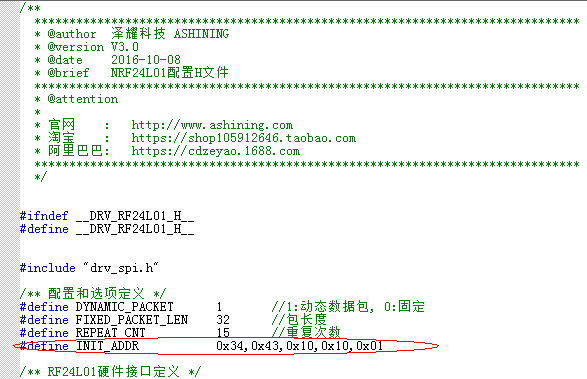 /**
******************************************************************************
* @author  泽耀科技 ASHINING
* @version V3.0
* @date    2016-10-08
* @brief   NRF24L01配置H文件
******************************************************************************
* @attention
*
* 官网    :   http://www.ashining.com
* 淘宝    :   https://shop105912646.taobao.com
* 阿里巴巴:   https://cdzeyao.1688.com
******************************************************************************
*/
#ifndef __DRV_RF24L01_H__
#define __DRV_RF24L01_H__
#include "drv_spi.h"
/** 配置和选项定义 */
#define DYNAMIC_PACKET      1       //1:动态数据包, 0:固定
#define FIXED_PACKET_LEN    32      //包长度
#define REPEAT_CNT          15      //重复次数
#define INIT_ADDR           0x34,0x43,0x10,0x10,0x01
/** RF24L01硬件接口定义 */